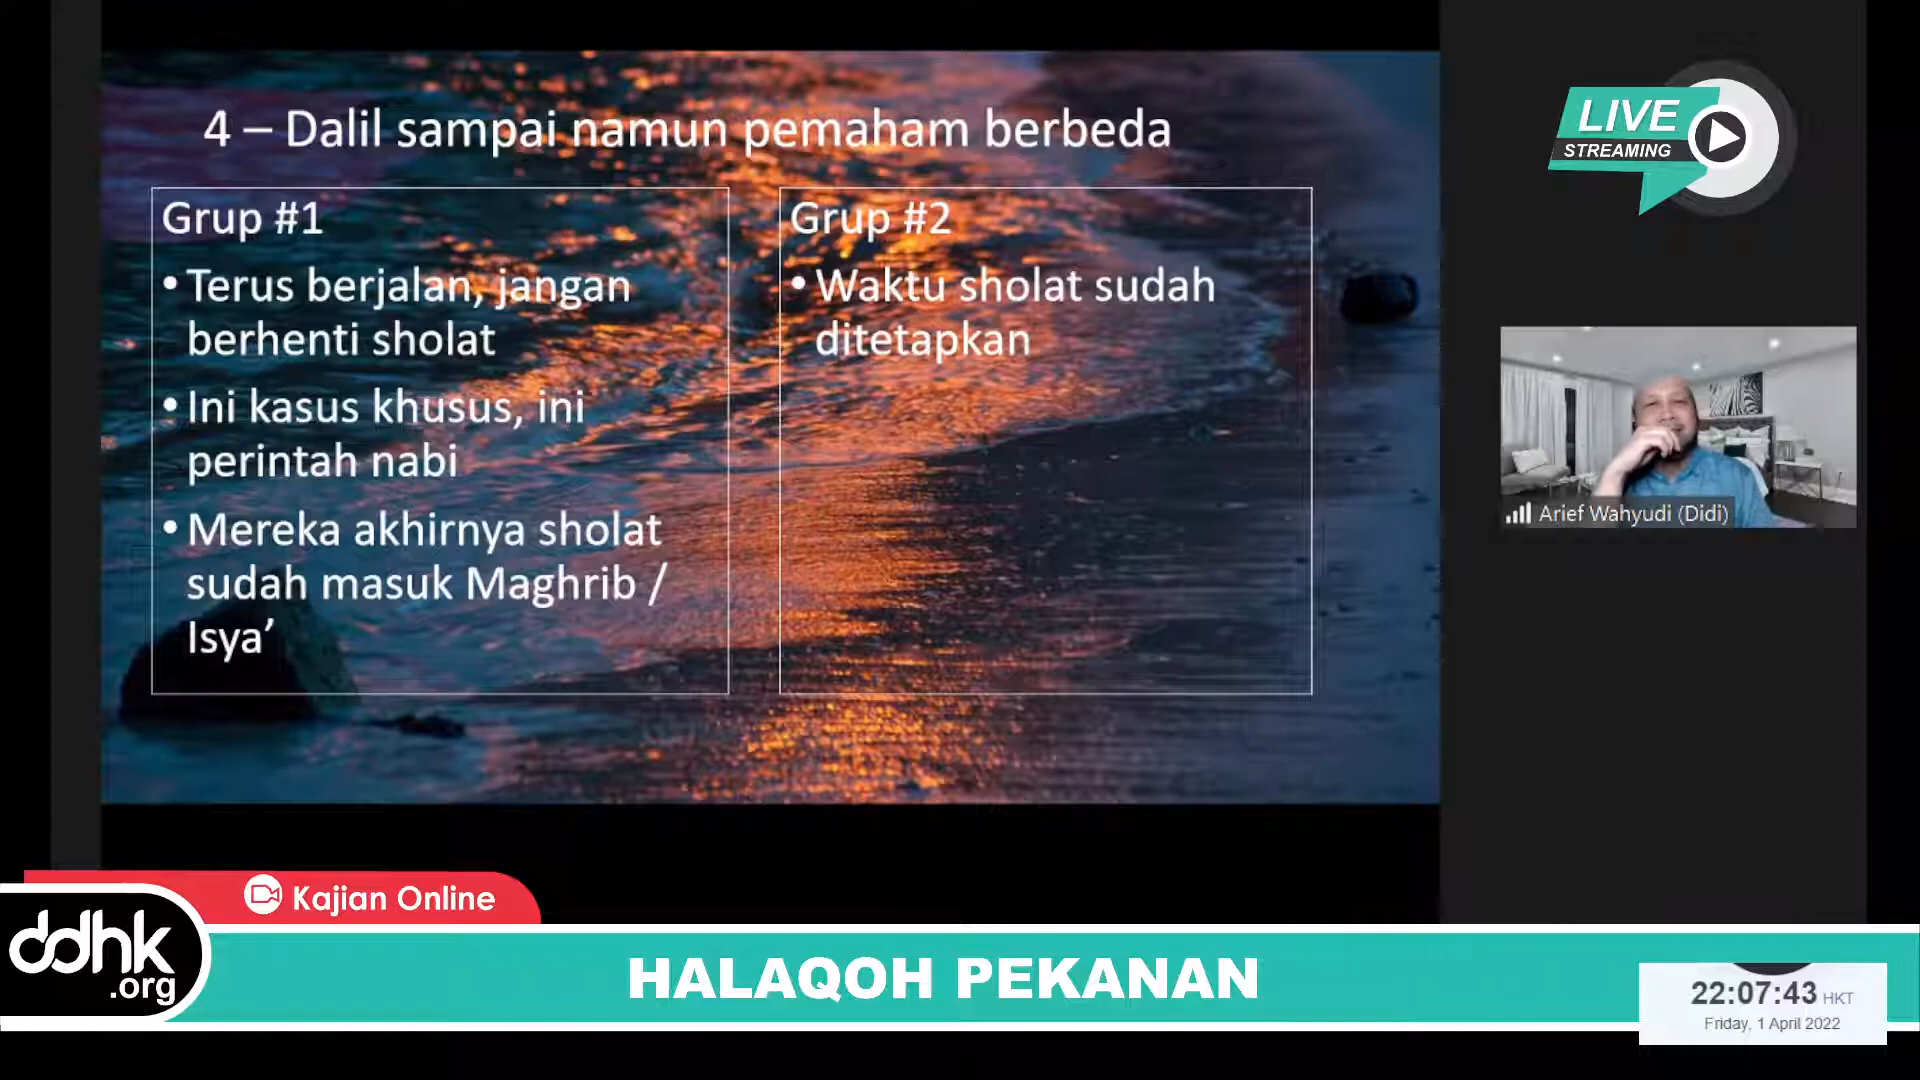 4 – Dalil sampai namun pemaham berbeda
Grup #1
• Terus berjalan, jangan
berhenti sholat
• Ini kasus khusus, ini
perintah nabi
• Mereka akhirnya sholat
sudah masuk Maghrib /
Isya’
Grup #2
• Waktu sholat sudah
ditetapkan
LIVE
STREAMING
Arief Wahyudi (Didi)
Kajian Online
ddhk
.org
HALAQOH PEKANAN
22:07:43 HKT
Friday, 1 April 2022